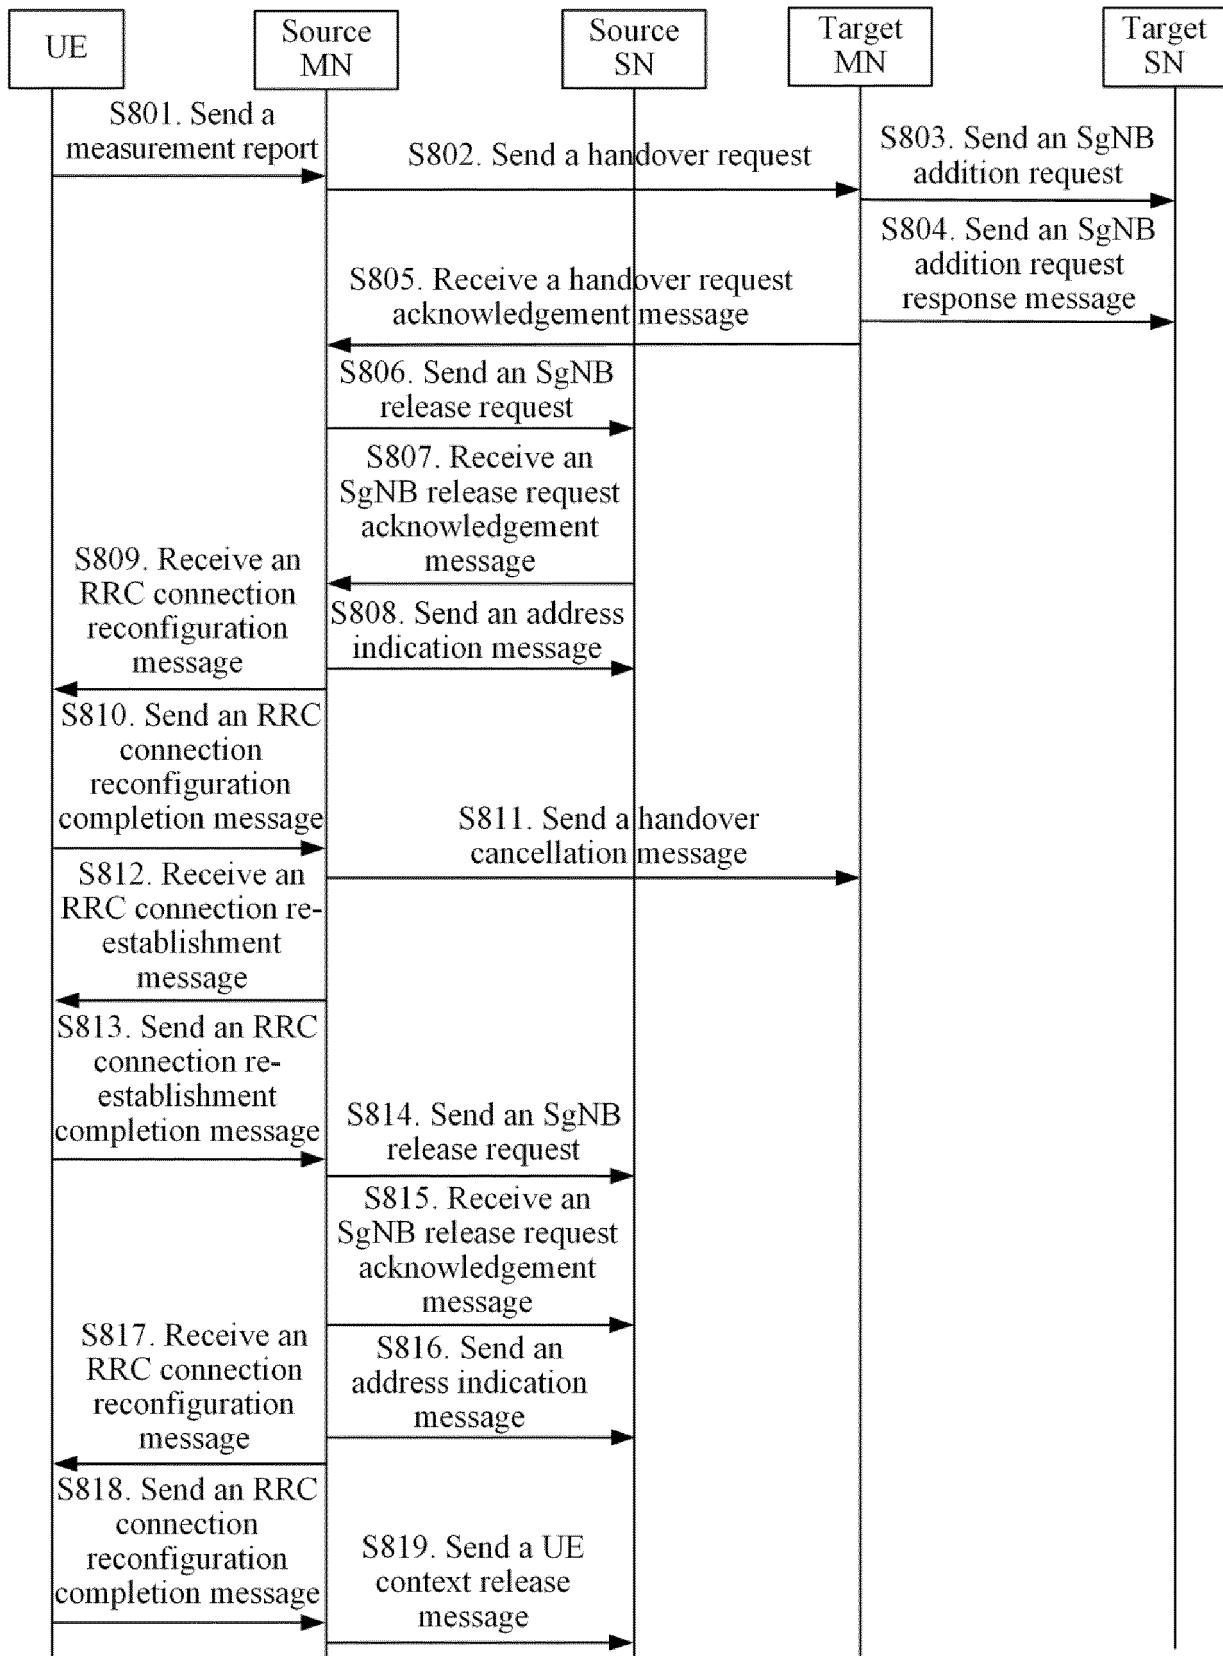 UE
Source
MN
Source
SN
Target
MN
Target
SN
S801. Send a
measurement report
S802. Send a handover request
S803. Send an SgNB
addition request
S804. Send an SgNB
addition request
response message
S805. Receive a handover request
acknowledgement message
S806. Send an SgNB
release request
S807. Receive an
SgNB release request
acknowledgement
message
S809. Receive an
RRC connection
reconfiguration
message
S808. Send an address
indication message
S810. Send an RRC
connection
reconfiguration
completion message
S811. Send a handover
cancellation message
S812. Receive an
RRC connection re-
establishment
message
S813. Send an RRC
connection re-
establishment
completion message
S814. Send an SgNB
release request
S815. Receive an
SgNB release request
acknowledgement
message
S817. Receive an
RRC connection
reconfiguration
message
S816. Send an
address indication
message
S818. Send an RRC
connection
reconfiguration
completion message
S819. Send a UE
context release
message